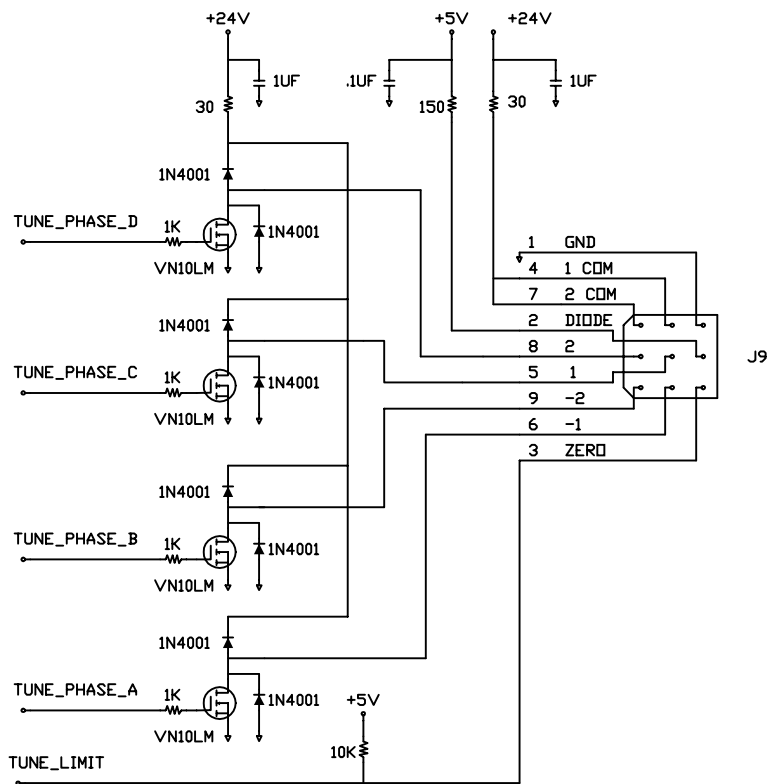 +24V
+5V
+24V
1UF
.1UF
1UF
30
150
30
1N4001
TUNE_PHASE_D
1K
1N4001
VN10LM
1 GND
4 1 COM
7 2 COM
2 DIODE
8 2
5 1
9 -2
6 -1
3 ZERO
J9
1N4001
TUNE_PHASE_C
1K
1N4001
VN10LM
1N4001
TUNE_PHASE_B
1K
1N4001
VN10LM
1N4001
TUNE_PHASE_A
1K
1N4001
VN10LM
+5V
10K
TUNE_LIMIT